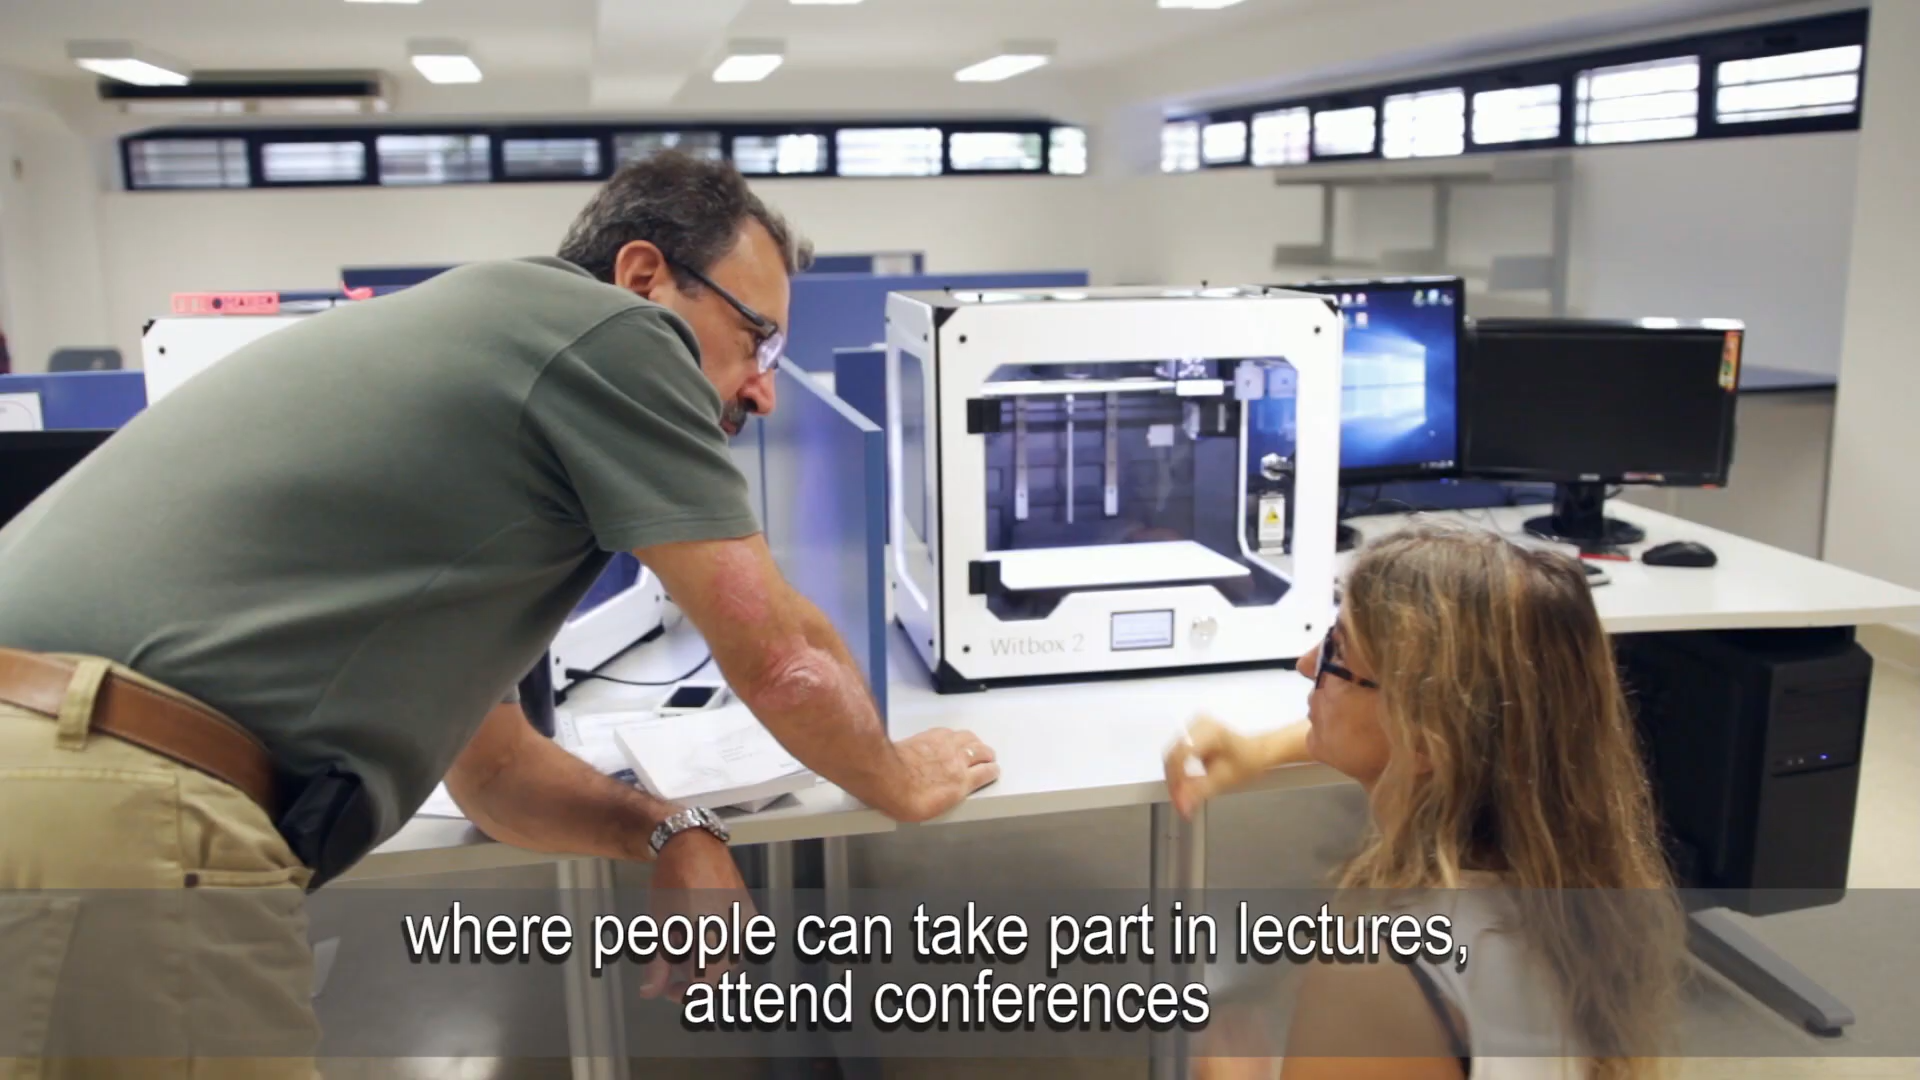 Witbox 2
where people can take part in lectures,
attend conferences